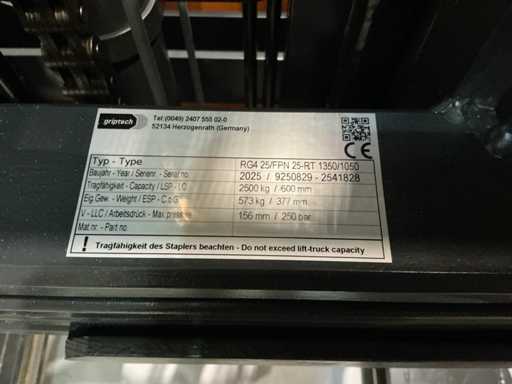 griptech
Tel:(0049) 2407 555 02-0
52134 Herzogenrath (Germany)
Typ - Type RG4 25/FPN 25-RT 1350/1050
Baujahr - Year / Seriennr. - Serial no. 2025 / 9250829 - 2541828
Tragfähigkeit - Capacity / LSP - LC 2500 kg / 600 mm
Eig.Gew. - Weight / ESP - C.o.G 573 kg / 377 mm
V - LLC / Arbeitsdrück - Max pressure 156 mm / 250 bar
Mat.nr. - Part no.
! Tragfähigkeit des Staplers beachten - Do not exceed lift-truck capacity